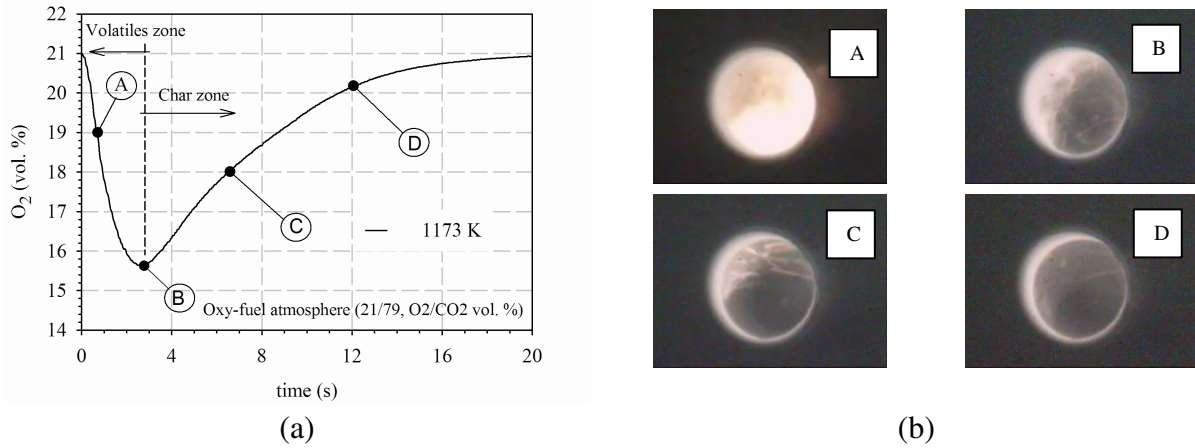 Volatiles zone
A
Char zone
D
C
1173 K
B
Oxy-fuel atmosphere (21/79, O2/CO2 vol. %)
O2 (vol. %)
22
21
20
19
18
17
16
15
14
0 4 8 12 16 20
time (s)
(a)
A
B
C
D
(b)